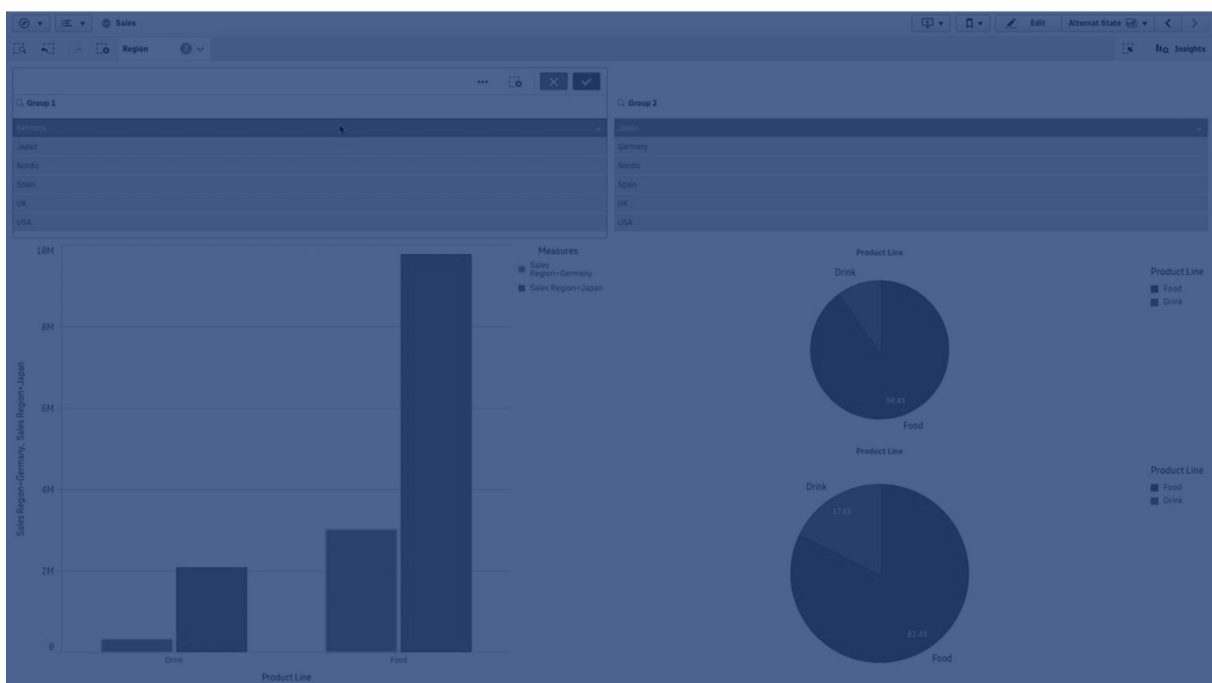 Sales
Edit
Alternat State
Region
2
Insights
Group 1
Germany
Japan
Nordic
Spain
UK
USA
Group 2
Japan
Germany
Nordic
Spain
UK
USA
10M
8M
6M
4M
2M
0
Sales Region=Germany, Sales Region=Japan
Drink
Food
Product Line
Measures
Sales
Region=Germany
Sales Region=Japan
Product Line
Drink
Food
Product Line
Food
Drink
Product Line
Drink
17.6%
82.4%
Food
Product Line
Food
Drink